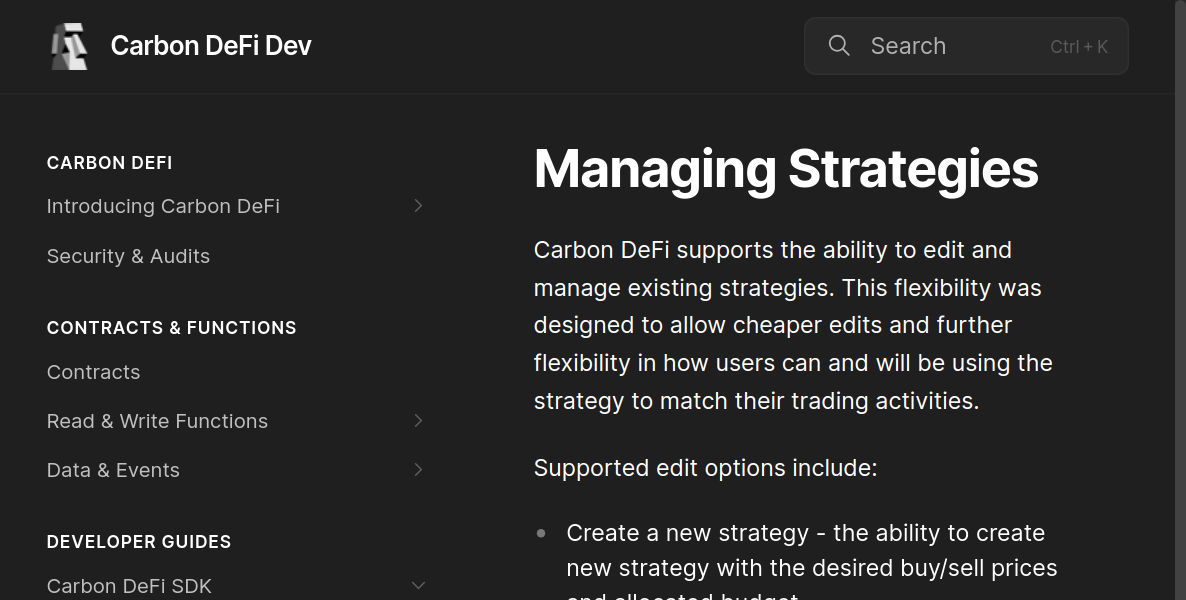 Carbon DeFi Dev
Search
Ctrl + K
CARBON DEFI
Introducing Carbon DeFi
Security & Audits
CONTRACTS & FUNCTIONS
Contracts
Read & Write Functions
Data & Events
DEVELOPER GUIDES
Carbon DeFi SDK
Managing Strategies
Carbon DeFi supports the ability to edit and
manage existing strategies. This flexibility was
designed to allow cheaper edits and further
flexibility in how users can and will be using the
strategy to match their trading activities.
Supported edit options include:
Create a new strategy - the ability to create
new strategy with the desired buy/sell prices
and allocated budget